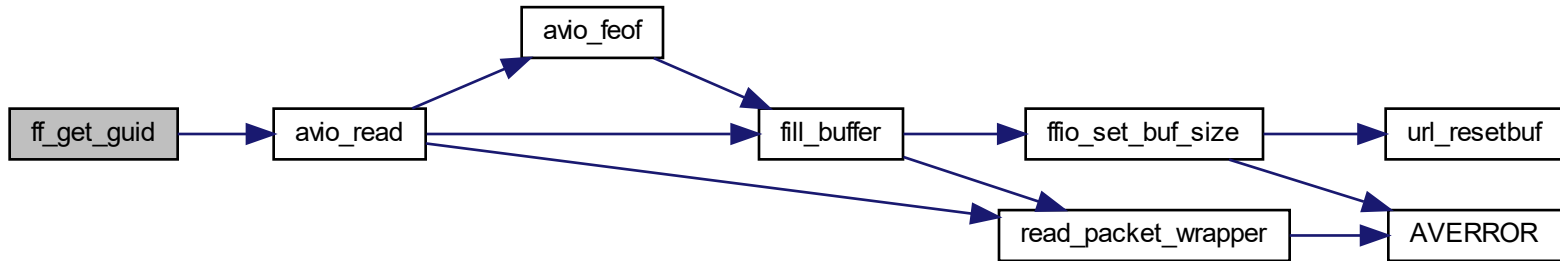 avio_feof
ff_get_guid
avio_read
fill_buffer
ffio_set_buf_size
url_resetbuf
read_packet_wrapper
AVERROR